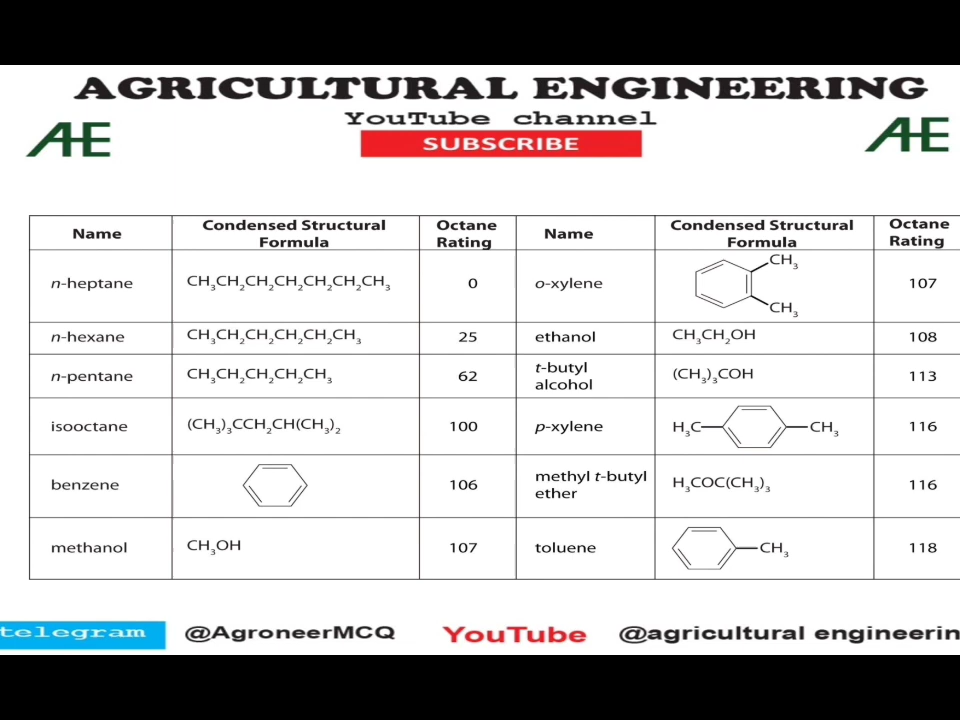 AGRICULTURAL ENGINEERING
YouTube channel
AE
AE
SUBSCRIBE
Name Condensed Structural Formula Octane Rating Name Condensed Structural Formula Octane Rating
n-heptane CH₃CH₂CH₂CH₂CH₂CH₂CH₃ 0 o-xylene CH₃ CH₃ 107
n-hexane CH₃CH₂CH₂CH₂CH₂CH₃ 25 ethanol CH₃CH₂OH 108
n-pentane CH₃CH₂CH₂CH₂CH₃ 62 t-butyl alcohol (CH₃)₃COH 113
isooctane (CH₃)₃CCH₂CH(CH₃)₂ 100 p-xylene H₃C CH₃ 116
benzene 106 methyl t-butyl ether H₃COC(CH₃)₃ 116
methanol CH₃OH 107 toluene CH₃ 118
telegram @AgroneerMCQ YouTube @agricultural engineerin